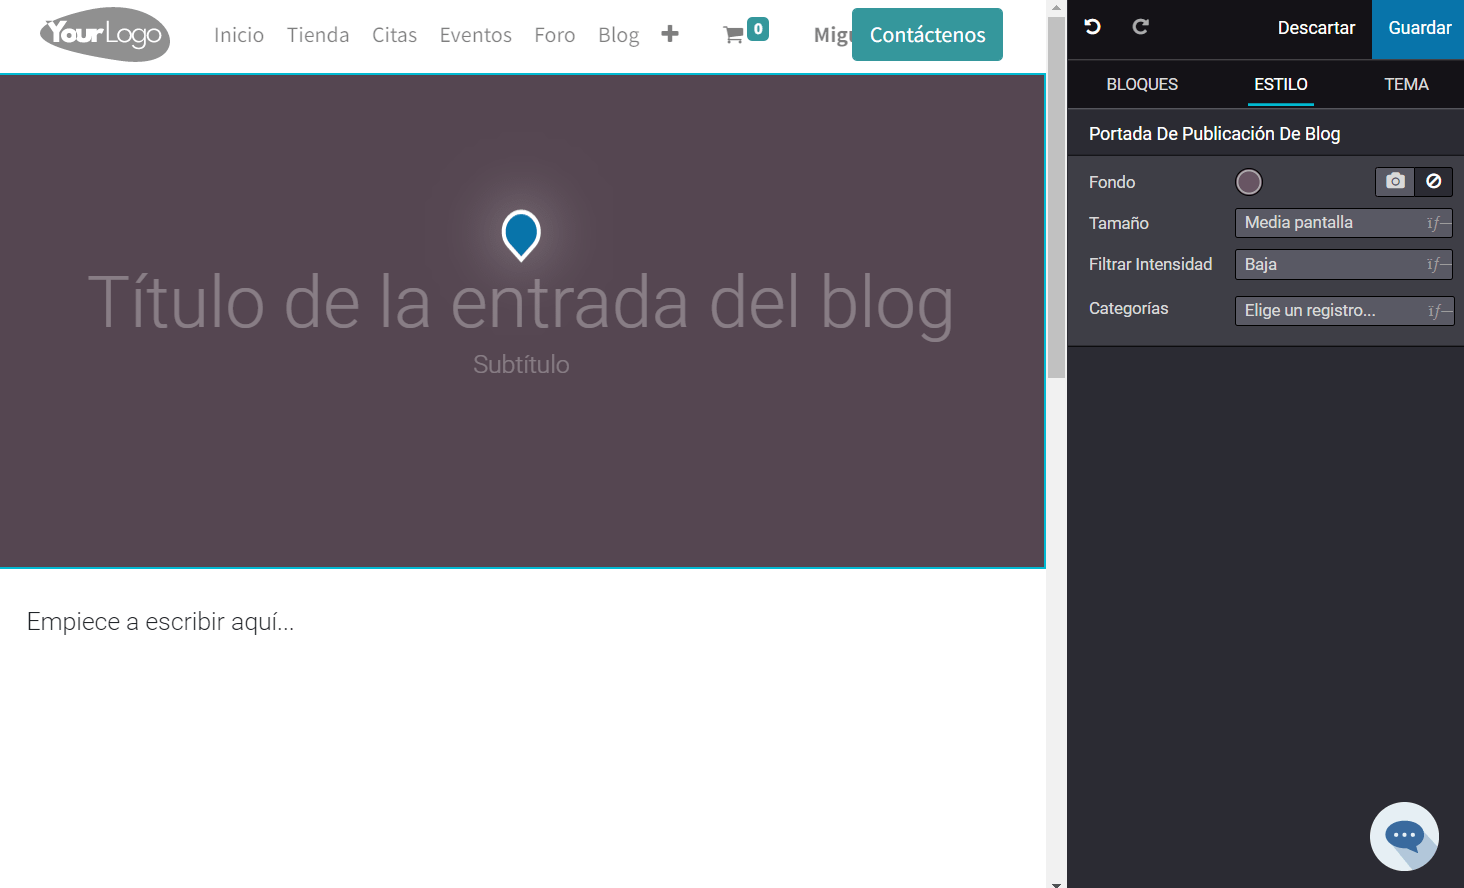 YourLogo Inicio Tienda Citas Eventos Foro Blog 0 Contáctenos
Descartar Guardar
BLOQUES ESTILO TEMA
Portada De Publicación De Blog
Fondo
Tamaño Media pantalla
Filtrar Intensidad Baja
Categorías Elige un registro...
Título de la entrada del blog
Subtítulo
Empiece a escribir aquí...